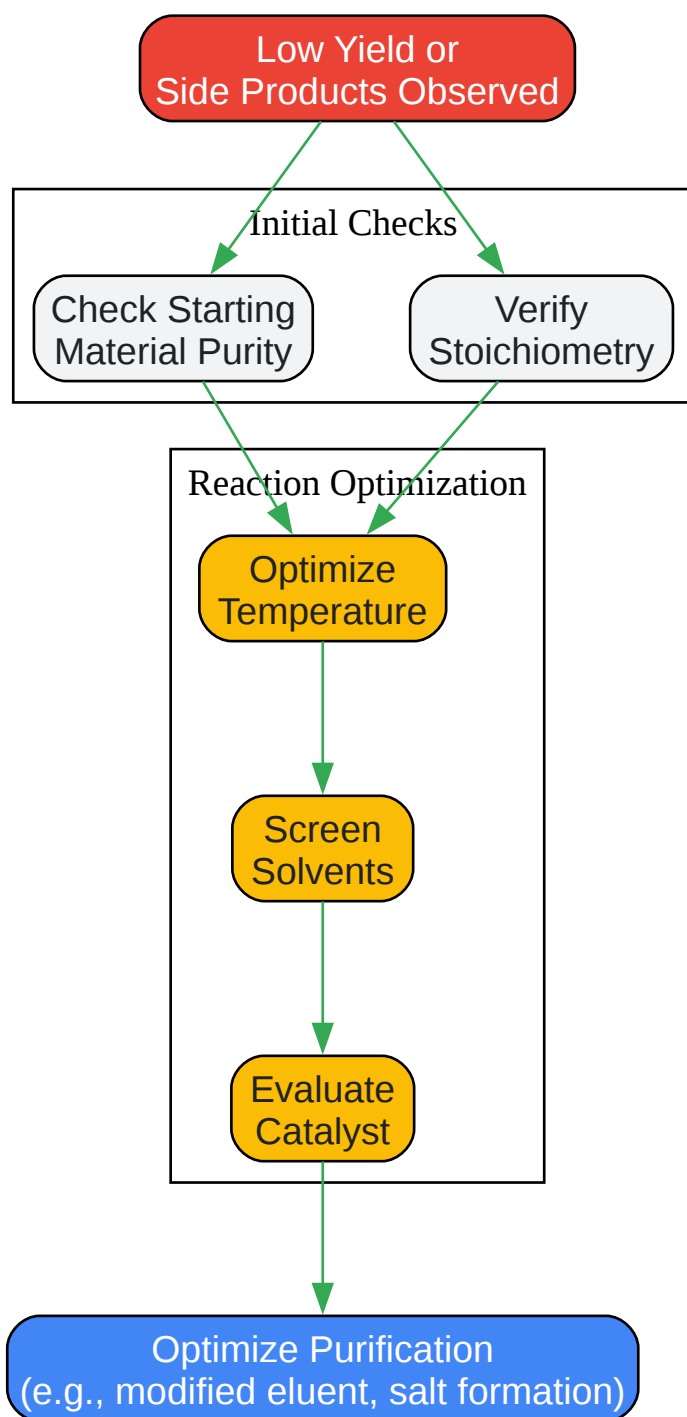 Low Yield or
Side Products Observed
Initial Checks
Check Starting
Material Purity
Verify
Stoichiometry
Reaction Optimization
Optimize
Temperature
Screen
Solvents
Evaluate
Catalyst
Optimize Purification
(e.g., modified eluent, salt formation)